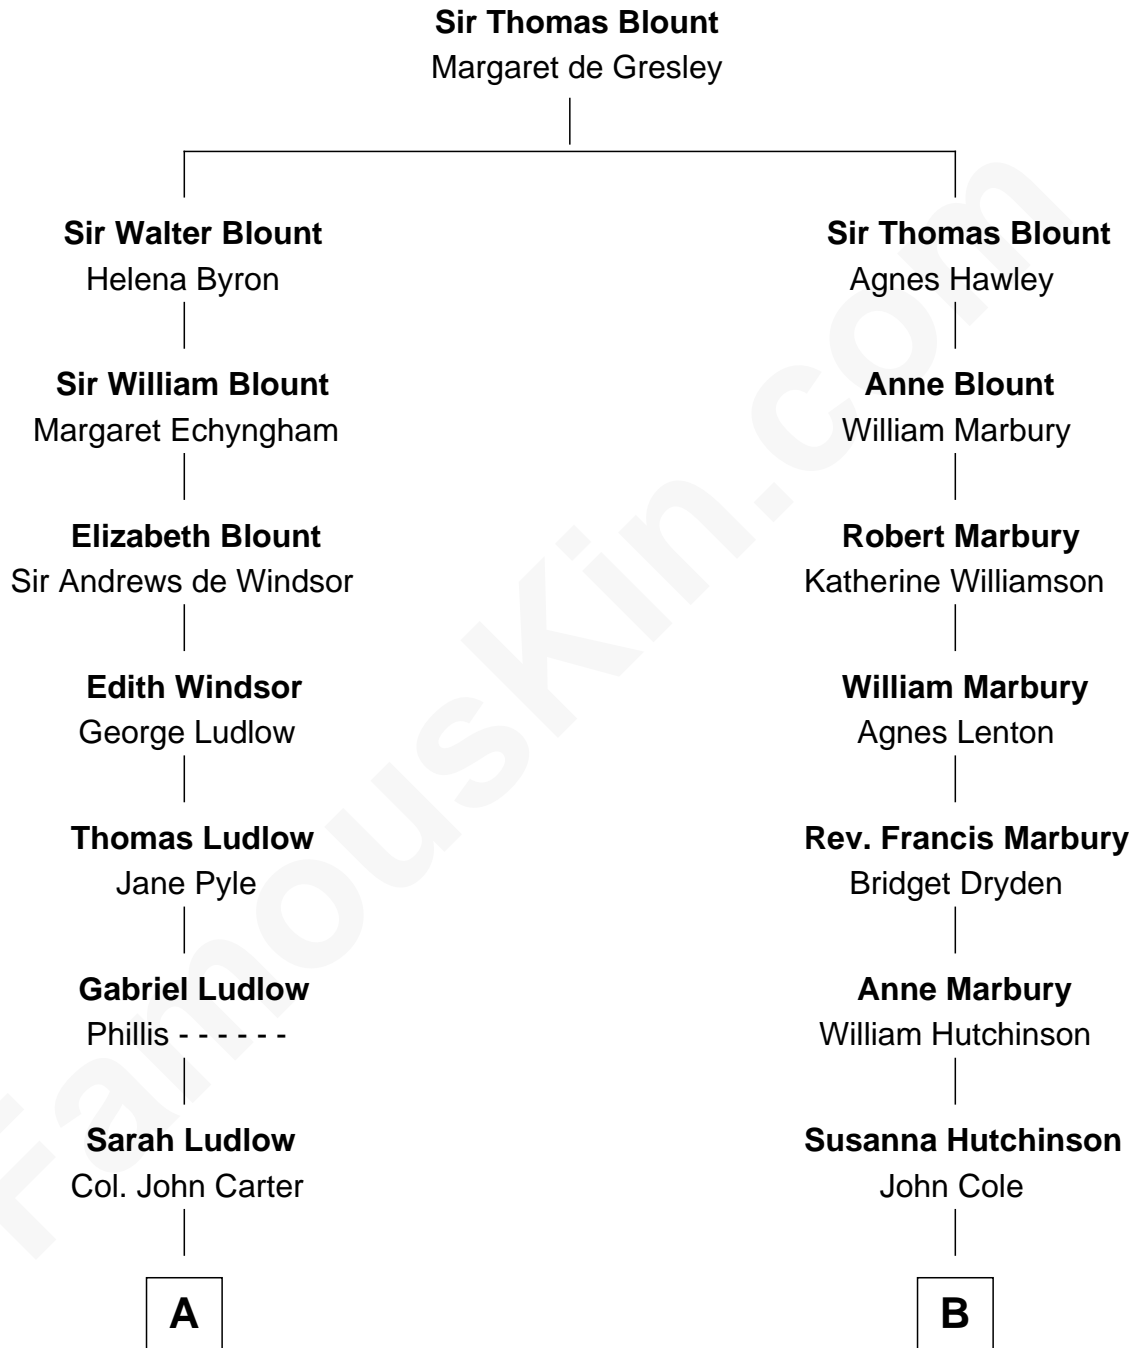 Sir Thomas Blount
Margaret de Gresley
Sir Walter Blount
Helena Byron
Sir William Blount
Margaret Echyngham
Elizabeth Blount
Sir Andrews de Windsor
Edith Windsor
George Ludlow
Thomas Ludlow
Jane Pyle
Gabriel Ludlow
Phillis - - - - - -
Sarah Ludlow
Col. John Carter
A
Sir Thomas Blount
Agnes Hawley
Anne Blount
William Marbury
Robert Marbury
Katherine Williamson
William Marbury
Agnes Lenton
Rev. Francis Marbury
Bridget Dryden
Anne Marbury
William Hutchinson
Susanna Hutchinson
John Cole
B
FamousKin.com